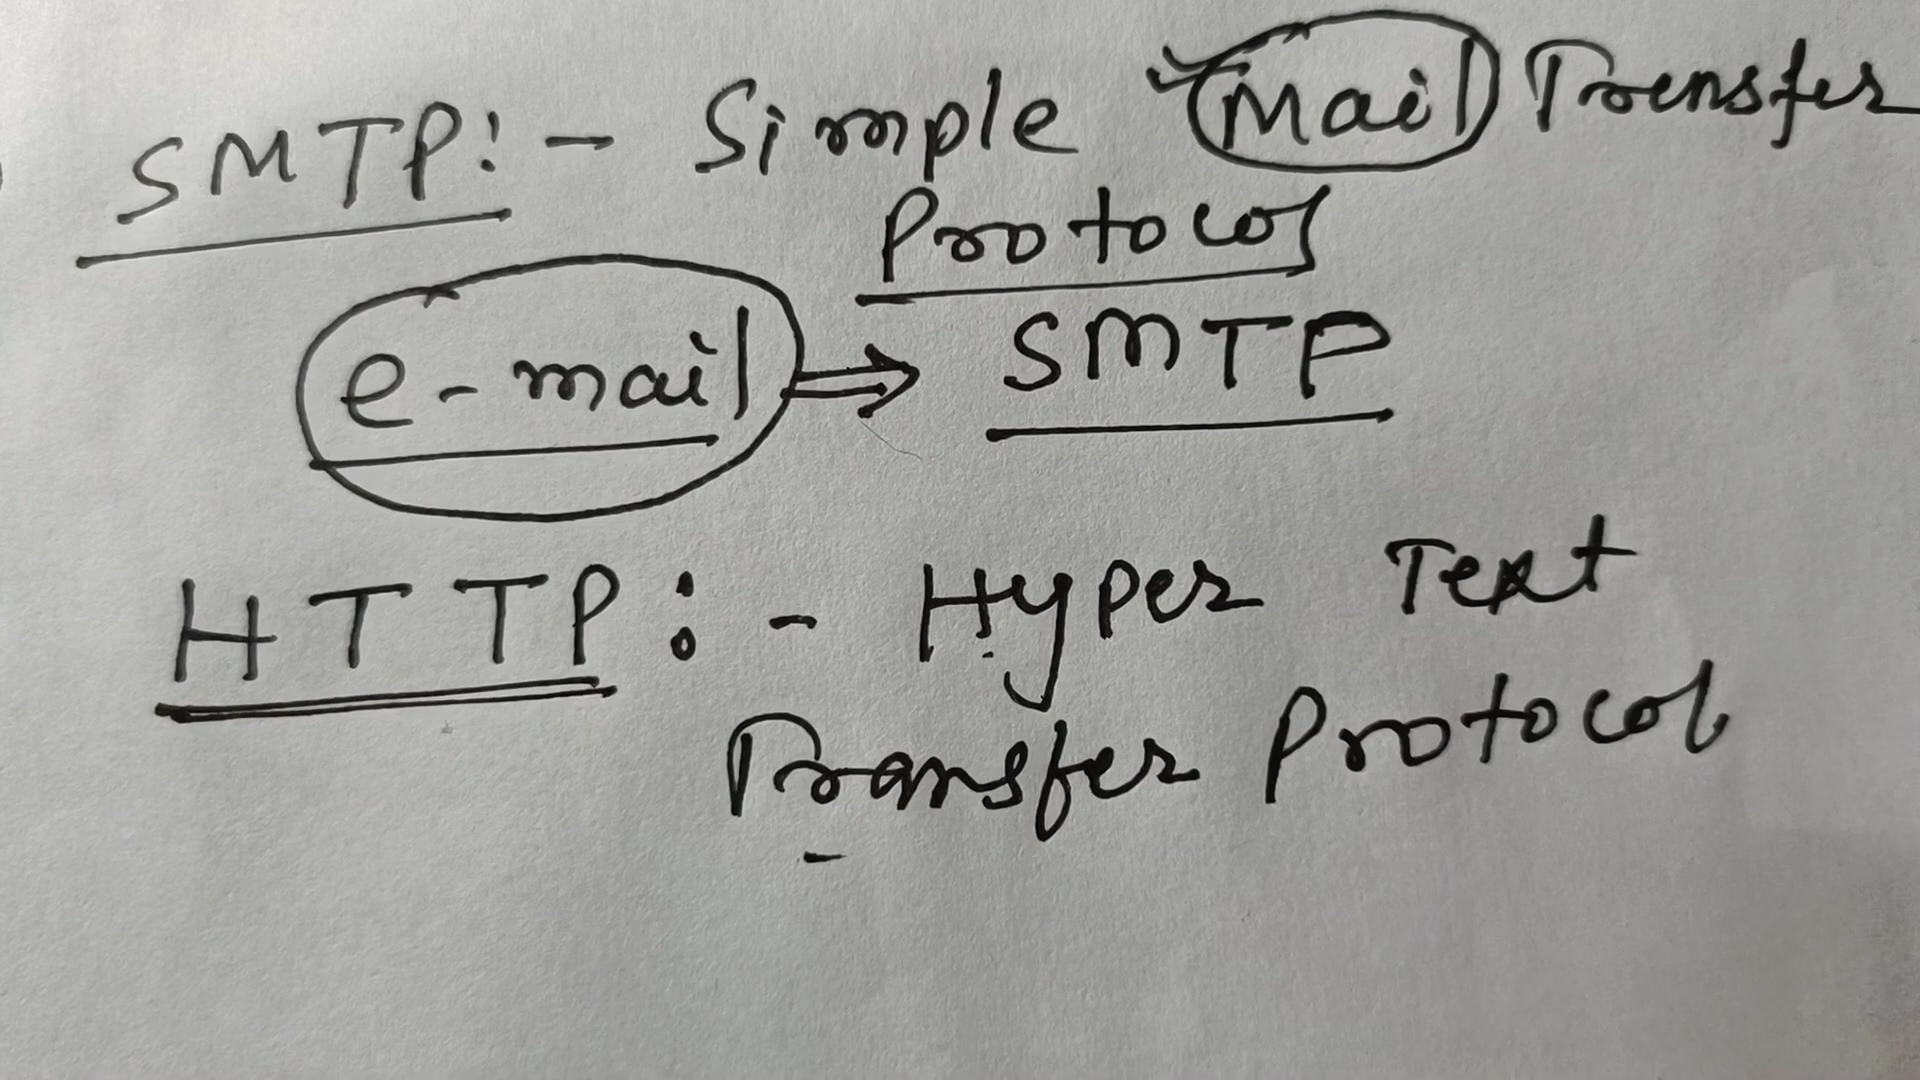 SMTP:- Simple Mail Transfer
Protocol
e-mail ⇒ SMTP
HTTP:- Hyper Text
Transfer Protocol